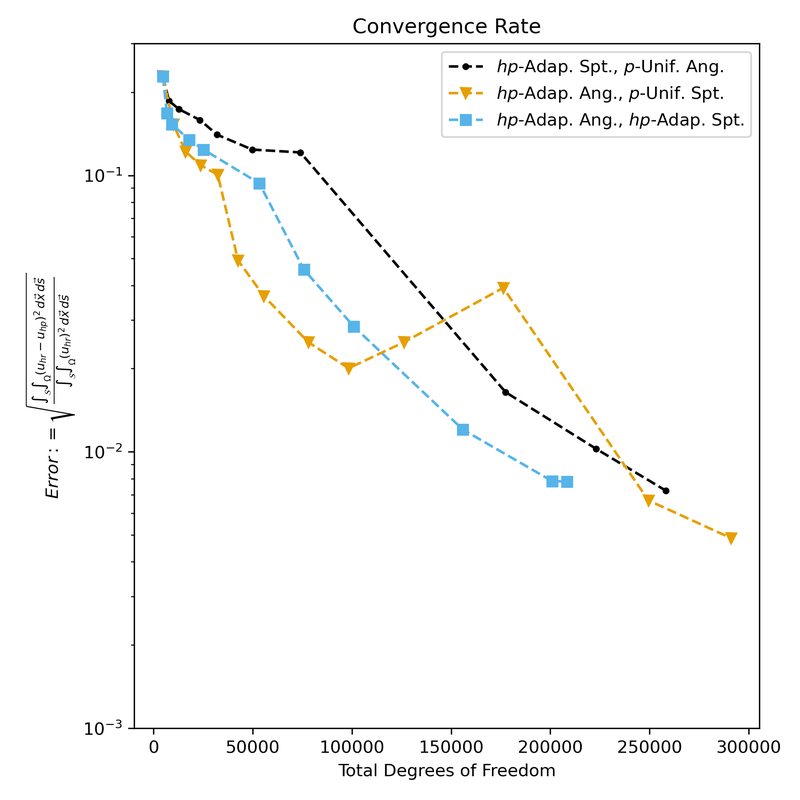 Convergence Rate
hp-Adap. Spt., p-Unif. Ang.
hp-Adap. Ang., p-Unif. Spt.
hp-Adap. Ang., hp-Adap. Spt.
10⁻¹
10⁻²
10⁻³
Error := √(∫ₛ∫_Ω(u_hr − u_hp)² dx⃗ ds⃗ / ∫ₛ∫_Ω(u_hr)² dx⃗ ds⃗)
0 50000 100000 150000 200000 250000 300000
Total Degrees of Freedom